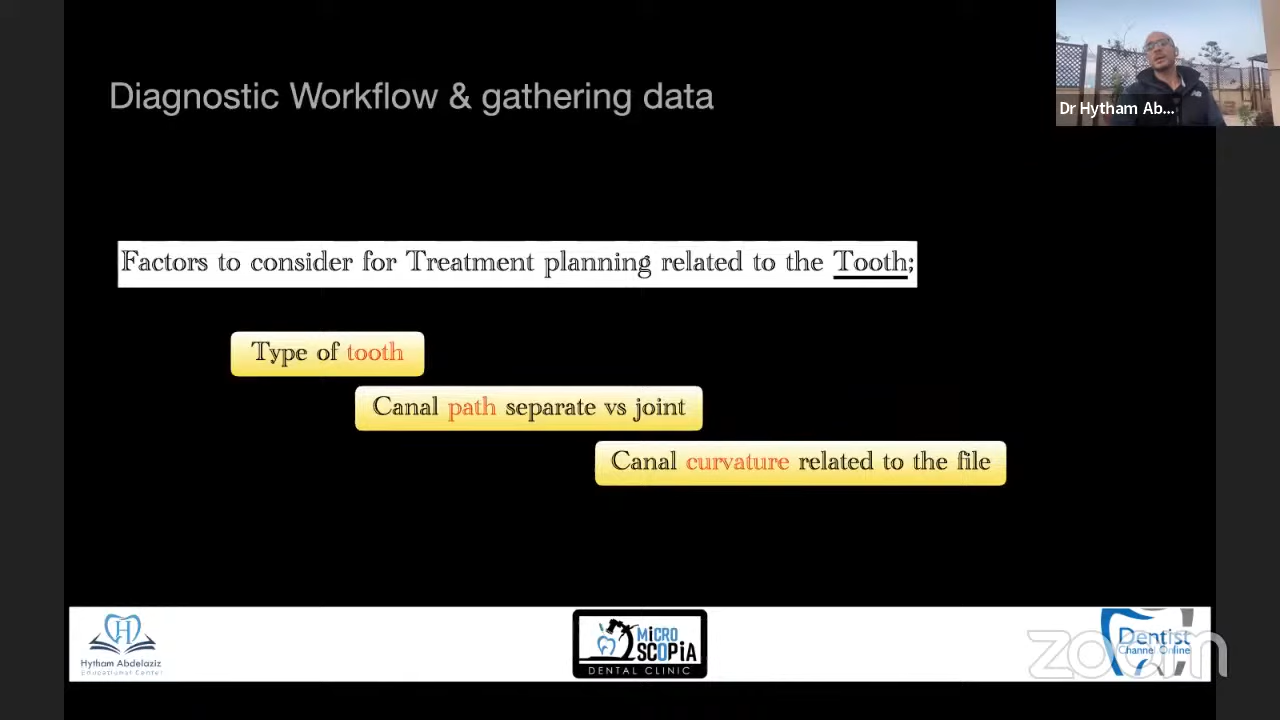 Diagnostic Workflow & gathering data
Dr Hytham Ab...
Factors to consider for Treatment planning related to the Tooth;
Type of tooth
Canal path separate vs joint
Canal curvature related to the file
Hytham Abdelaziz
Educational Center
MiCRO
SCOPiA
DENTAL CLINIC
Dentist
Channel Online
zoom